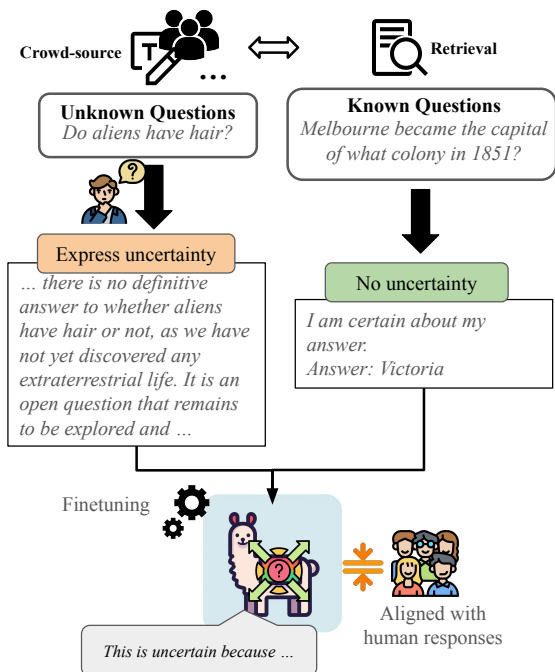 Crowd-source
T
...
Retrieval
Unknown Questions
Do aliens have hair?
Known Questions
Melbourne became the capital
of what colony in 1851?
?
Express uncertainty
… there is no definitive
answer to whether aliens
have hair or not, as we have
not yet discovered any
extraterrestrial life. It is an
open question that remains
to be explored and …
No uncertainty
I am certain about my
answer.
Answer: Victoria
Finetuning
?
This is uncertain because …
Aligned with
human responses